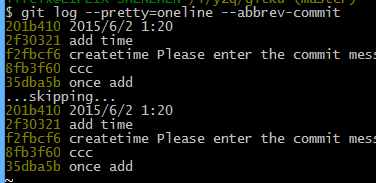 $ git log --pretty=oneline --abbrev-commit
201b410 2015/6/2 1:20
2f30321 add time
f2fbcf6 createtime Please enter the commit mess
8fb3f60 ccc
35dba5b once add
...skipping...
201b410 2015/6/2 1:20
2f30321 add time
f2fbcf6 createtime Please enter the commit mess
8fb3f60 ccc
35dba5b once add
~